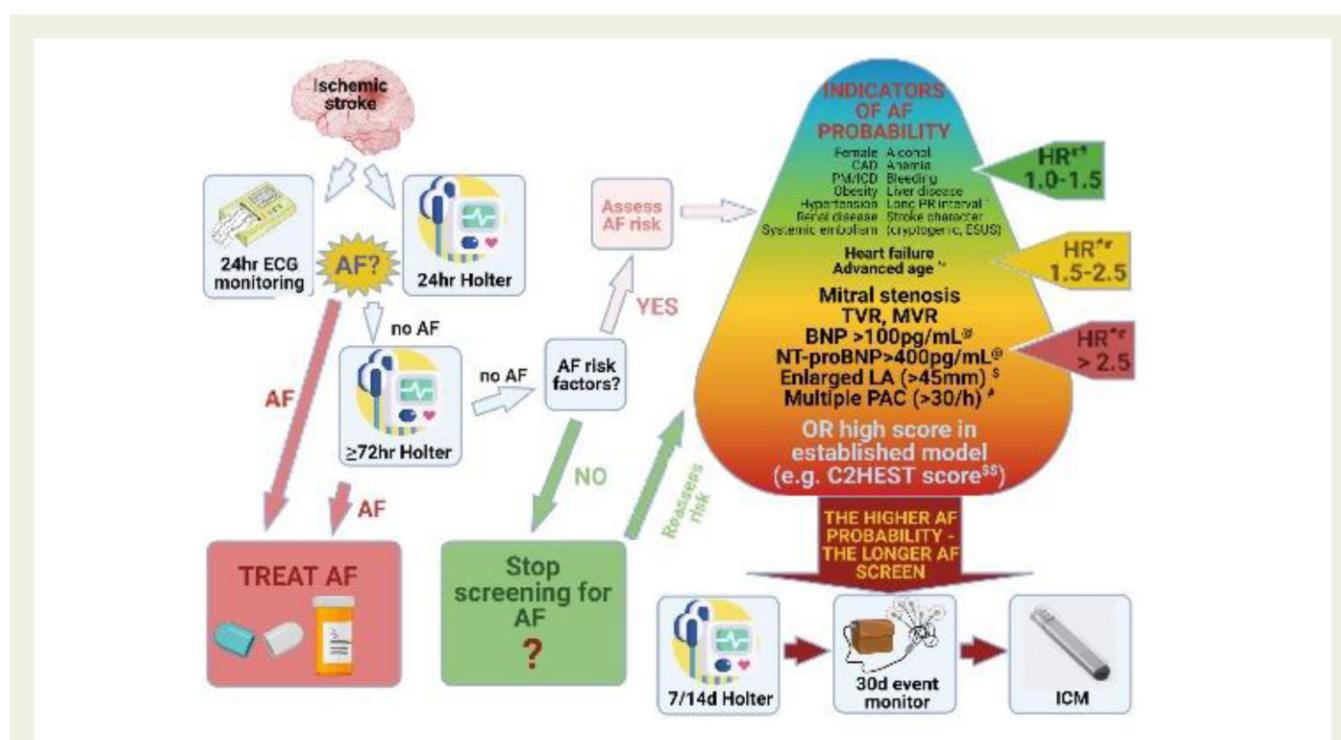 Ischemic
stroke
24hr ECG
monitoring
AF?
24hr Holter
no AF
≥72hr Holter
no AF
AF risk
factors?
YES
Assess
AF risk
NO
Reassess
risk
AF
AF
TREAT AF
Stop
screening for
AF
?
INDICATORS
OF AF
PROBABILITY
Female Alcohol
CAD Anemia
PM/ICD Bleeding
Obesity Liver disease
Hypertension Long PR interval
Renal disease Stroke character
Systemic embolism (cryptogenic, ESUS)
Heart failure
Advanced age
Mitral stenosis
TVR, MVR
BNP >100pg/mL@
NT-proBNP>400pg/mL@
Enlarged LA (>45mm) $
Multiple PAC (>30/h) #
OR high score in
established model
(e.g. C2HEST score$$)
HR
1.0-1.5
HR
1.5-2.5
HR
> 2.5
THE HIGHER AF
PROBABILITY -
THE LONGER AF
SCREEN
7/14d Holter
30d event
monitor
ICM